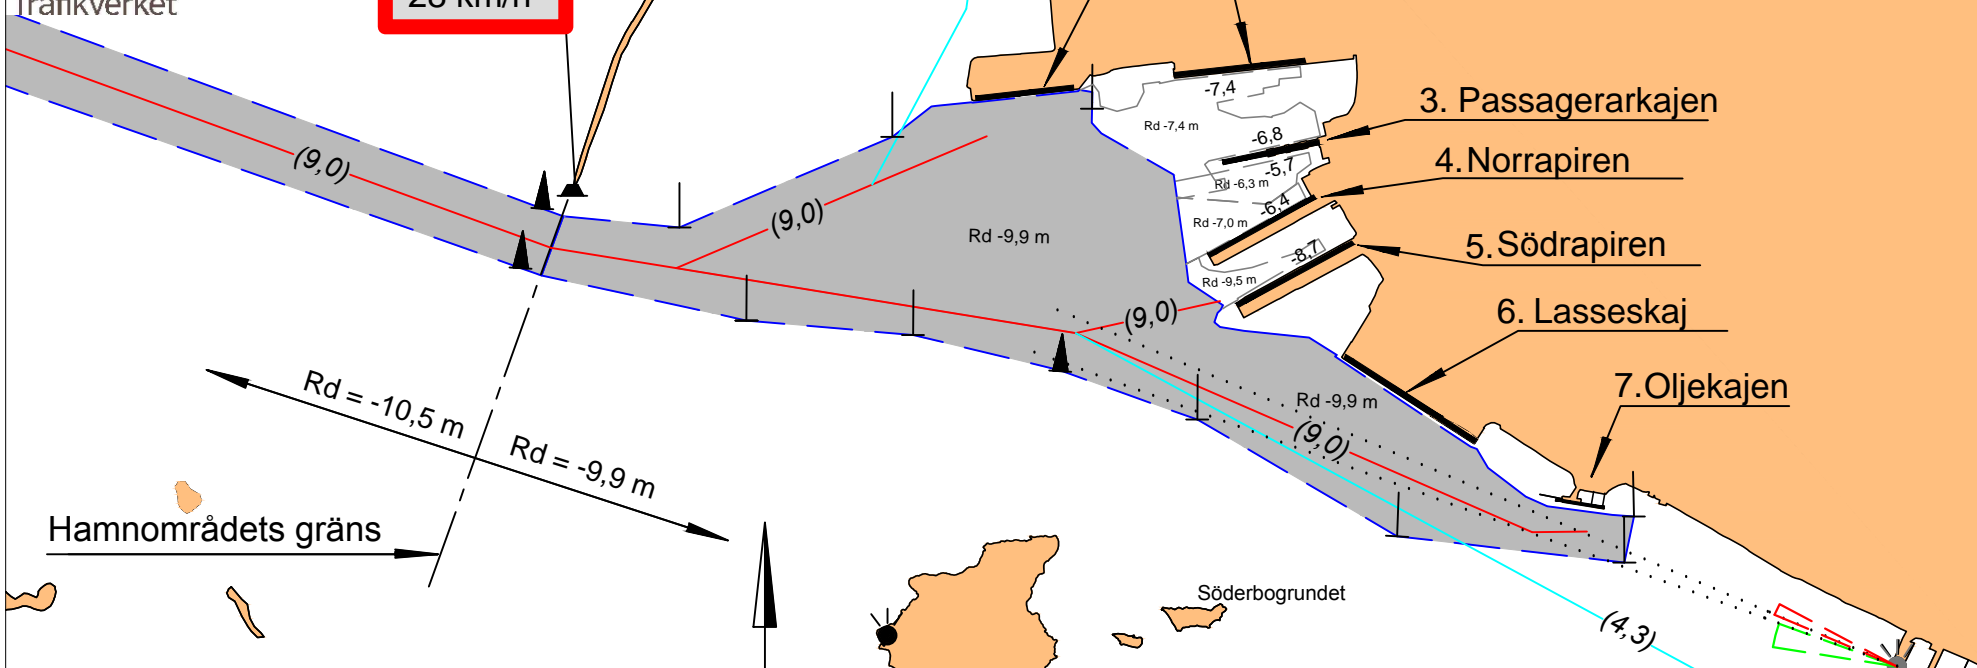 Trafikverket
28 km/h
-7,4
3. Passagerarkajen
Rd -7,4 m
-6,8
4.Norrapiren
(9,0)
-5,7
Rd -6,3 m
-6,4
(9,0)
Rd -7,0 m
Rd -9,9 m
5.Södrapiren
-8,7
Rd -9,5 m
(9,0)
6. Lasseskaj
Rd = -10,5 m
7.Oljekajen
Rd -9,9 m
(9,0)
Rd = -9,9 m
Hamnområdets gräns
Söderbogrundet
(4,3)